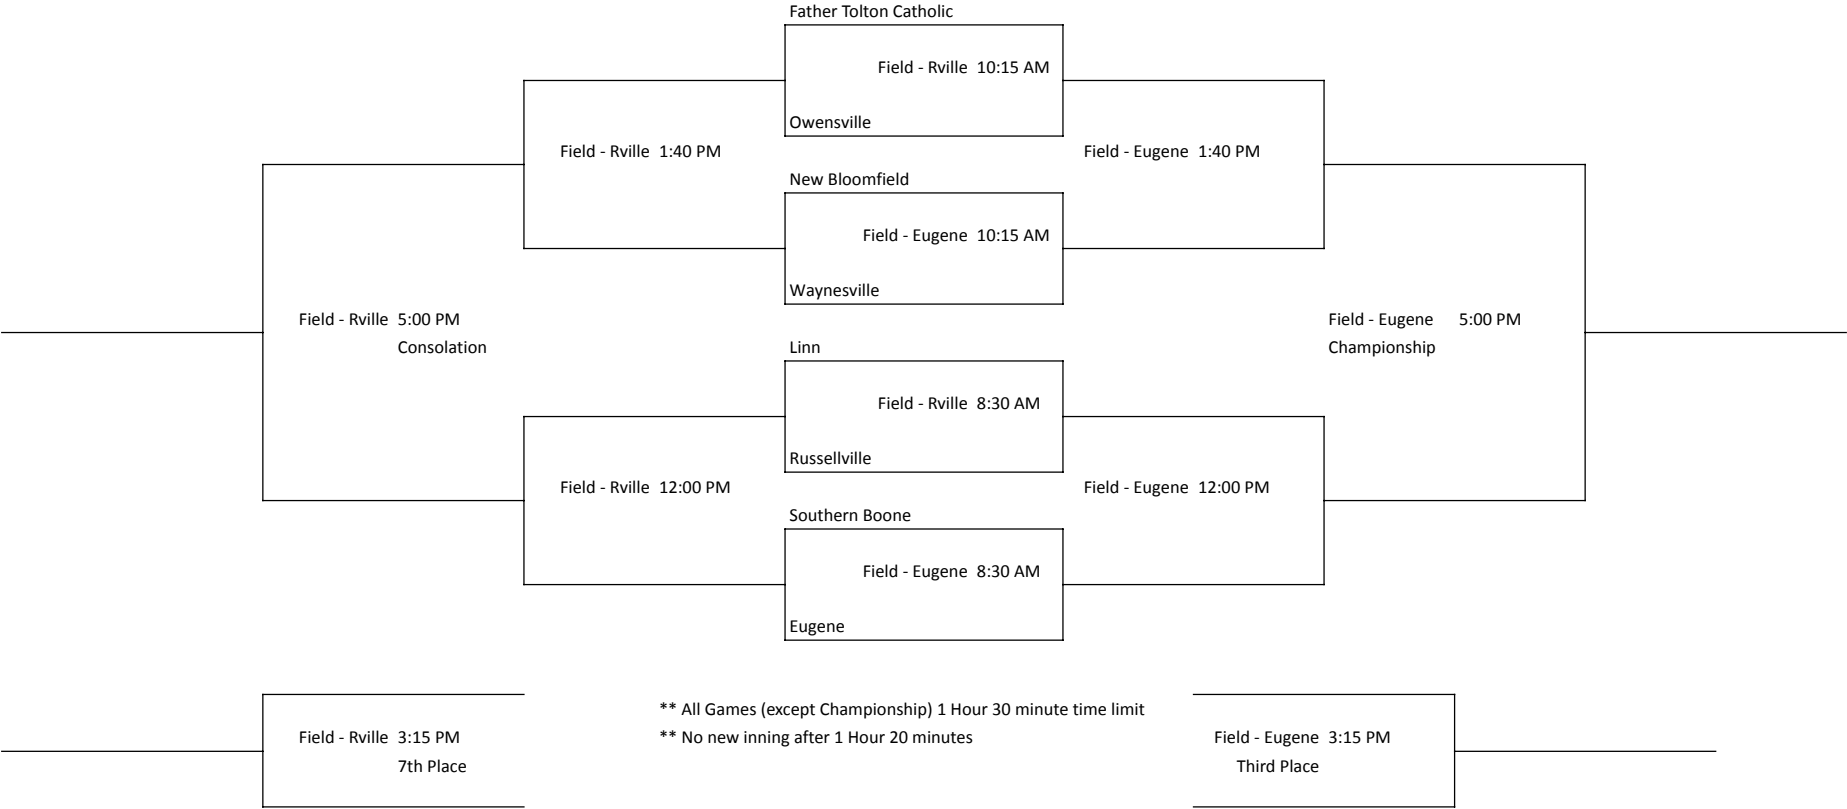 Father Tolton Catholic
Field - Rville 10:15 AM
Owensville
Field - Rville 1:40 PM
Field - Eugene 1:40 PM
New Bloomfield
Field - Eugene 10:15 AM
Waynesville
Field - Rville 5:00 PM
Consolation
Field - Eugene 5:00 PM
Championship
Linn
Field - Rville 8:30 AM
Russellville
Field - Rville 12:00 PM
Field - Eugene 12:00 PM
Southern Boone
Field - Eugene 8:30 AM
Eugene
** All Games (except Championship) 1 Hour 30 minute time limit
** No new inning after 1 Hour 20 minutes
Field - Rville 3:15 PM
7th Place
Field - Eugene 3:15 PM
Third Place